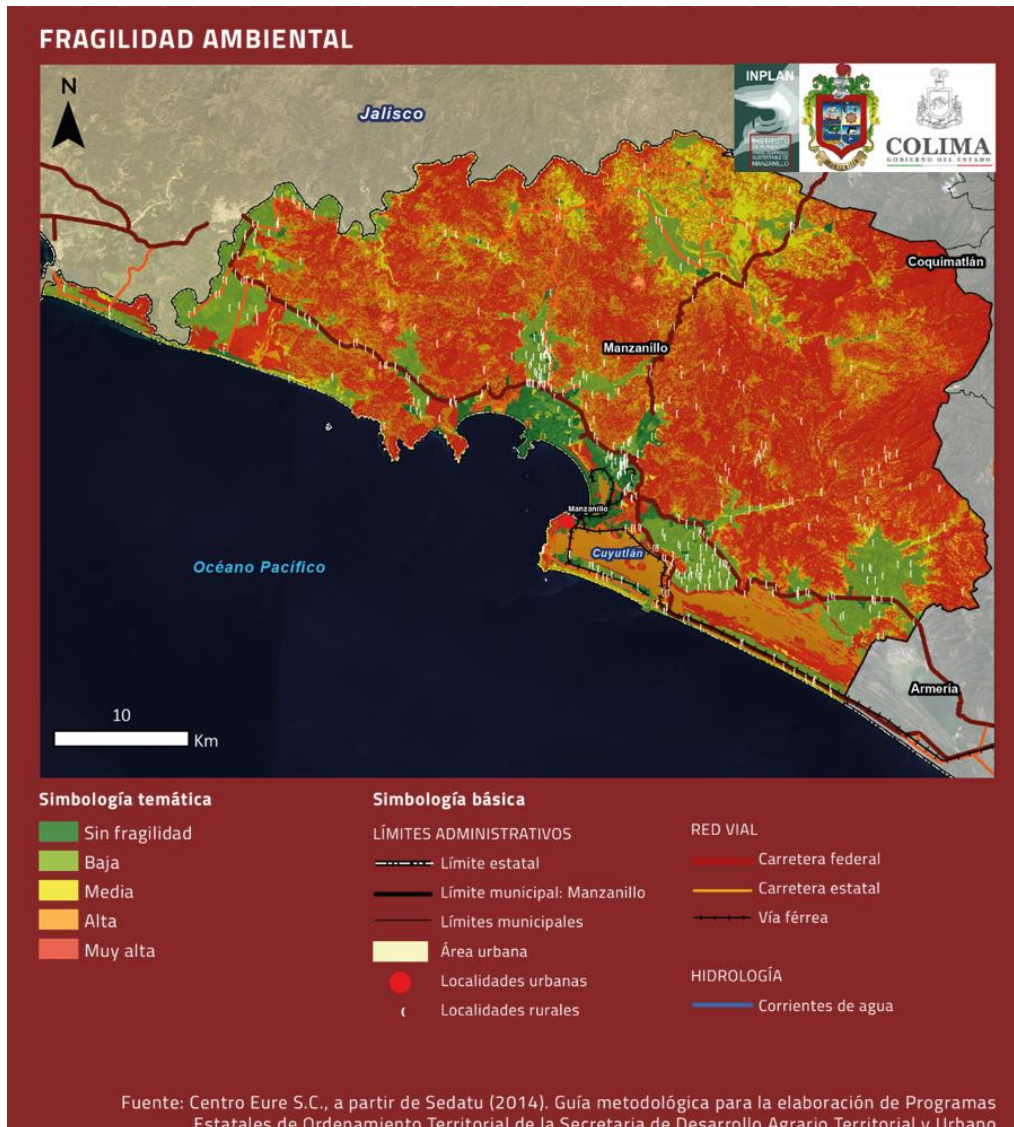 FRAGILIDAD AMBIENTAL
N
Jalisco
INPLAN
COLIMA
GOBIERNO DEL ESTADO
Coquimatlán
Manzanillo
Manzanillo
Cuyutlán
Océano Pacífico
Armería
10
Km
Simbología temática
Sin fragilidad
Baja
Media
Alta
Muy alta
Simbología básica
LÍMITES ADMINISTRATIVOS
Límite estatal
Límite municipal: Manzanillo
Límites municipales
Área urbana
Localidades urbanas
Localidades rurales
RED VIAL
Carretera federal
Carretera estatal
Vía férrea
HIDROLOGÍA
Corrientes de agua
Fuente: Centro Eure S.C., a partir de Sedatu (2014). Guía metodológica para la elaboración de Programas
Estatales de Ordenamiento Territorial de la Secretaria de Desarrollo Agrario Territorial y Urbano